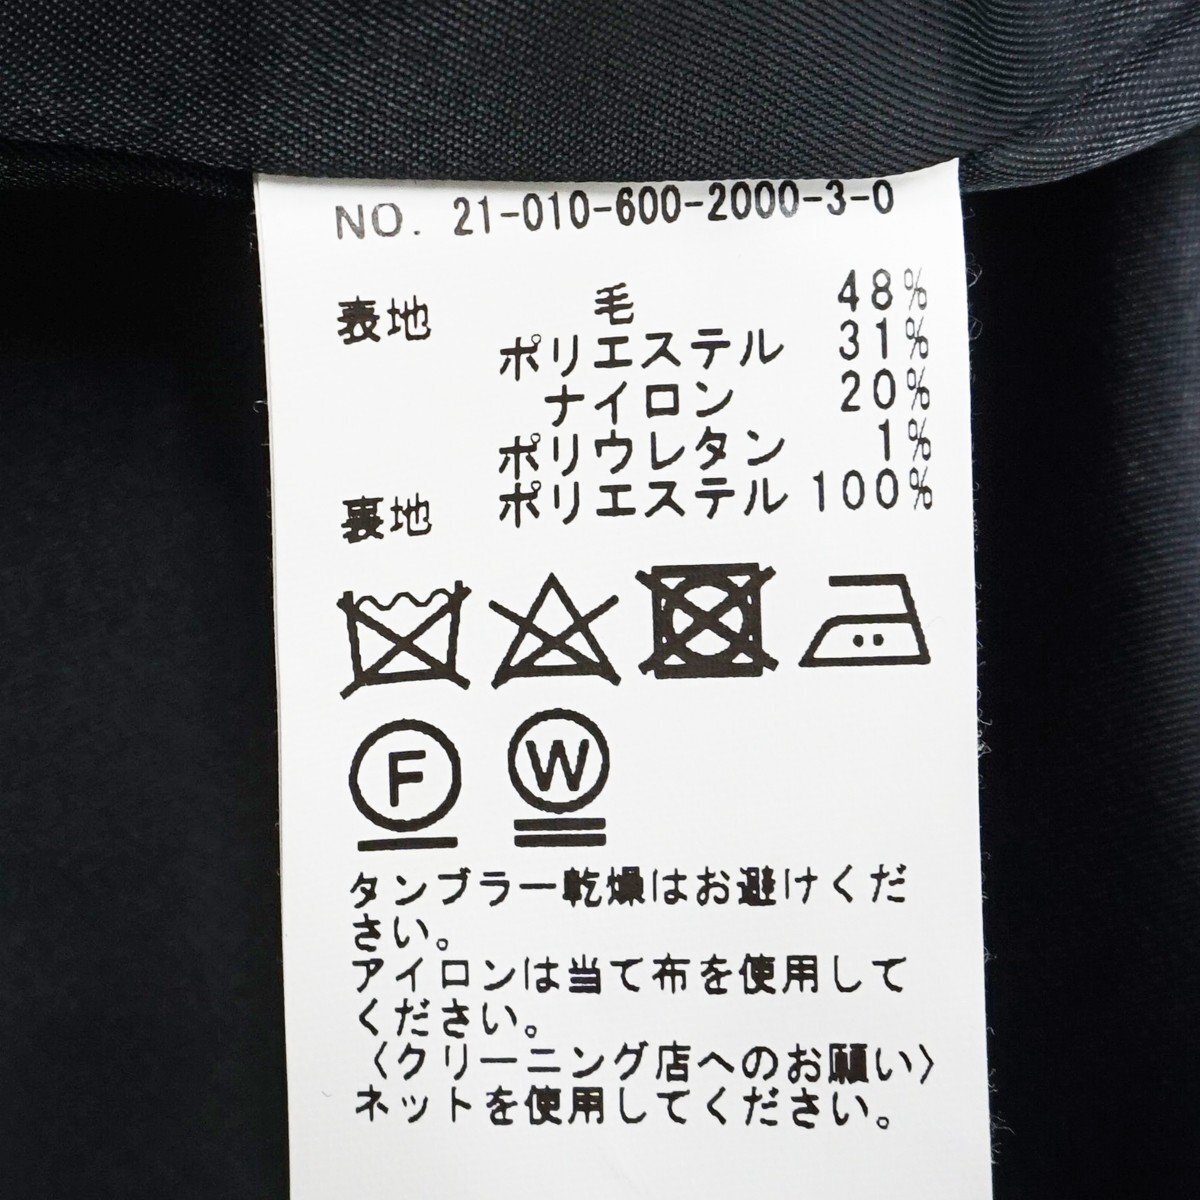 NO. 21-010-600-2000-3-0
表地 毛 48%
ポリエステル 31%
ナイロン 20%
ポリウレタン 1%
裏地 ポリエステル 100%
F W
タンブラー乾燥はお避けくだ
さい。
アイロンは当て布を使用して
ください。
〈クリーニング店へのお願い〉
ネットを使用してください。